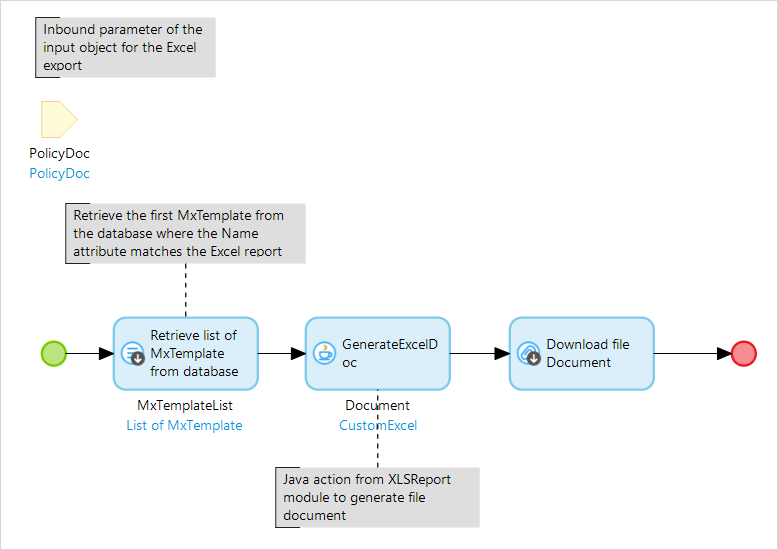 Inbound parameter of the
input object for the Excel
export
PolicyDoc
PolicyDoc
Retrieve the first MxTemplate from
the database where the Name
attribute matches the Excel report
Retrieve list of
MxTemplate
from database
MxTemplateList
List of MxTemplate
GenerateExcelD
oc
Document
CustomExcel
Download file
Document
Java action from XLSReport
module to generate file
document